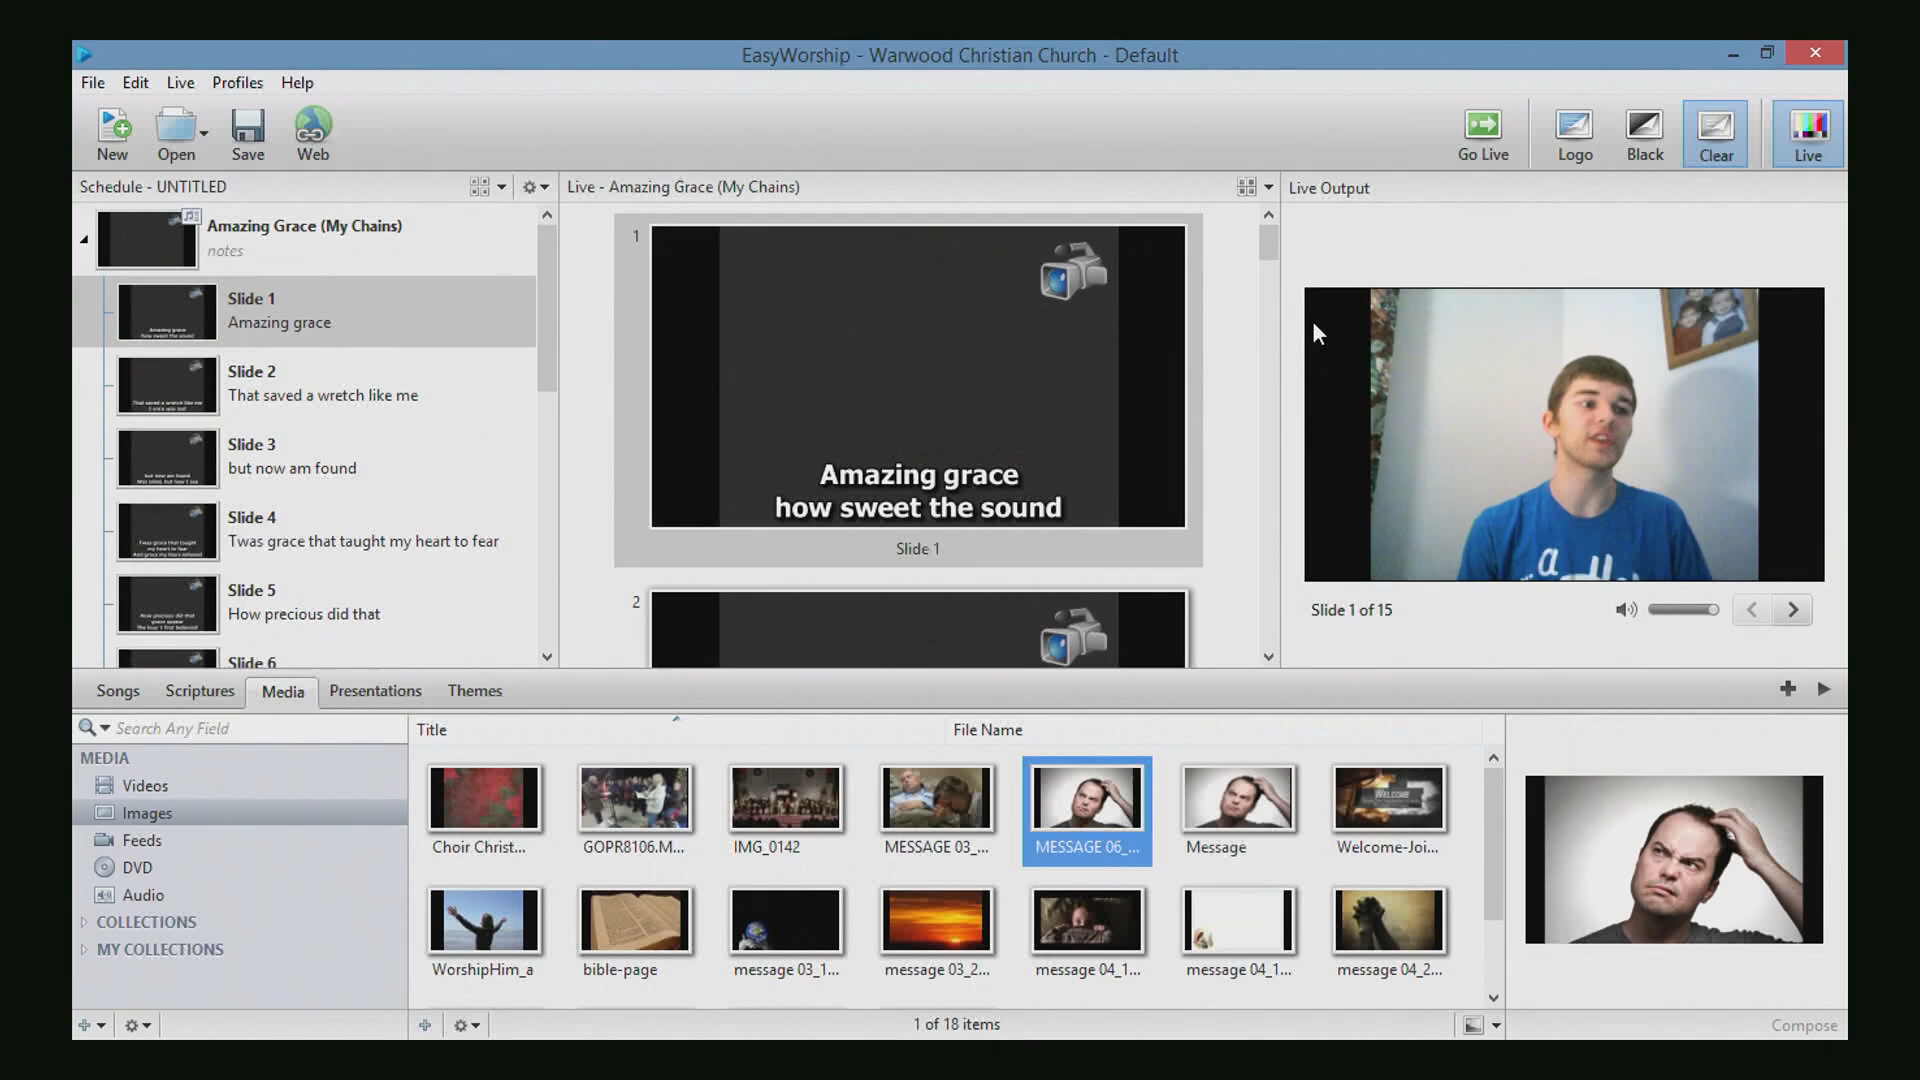 EasyWorship - Warwood Christian Church - Default
File Edit Live Profiles Help
New Open Save Web Go Live Logo Black Clear Live
Schedule - UNTITLED
Live - Amazing Grace (My Chains)
Live Output
Amazing Grace (My Chains)
notes
Slide 1
Amazing grace
Slide 2
That saved a wretch like me
Slide 3
but now am found
Slide 4
Twas grace that taught my heart to fear
Slide 5
How precious did that
Slide 6
1
Amazing grace
how sweet the sound
Slide 1
2
Slide 1 of 15
Songs Scriptures Media Presentations Themes
Search Any Field
MEDIA
Videos
Images
Feeds
DVD
Audio
COLLECTIONS
MY COLLECTIONS
Title File Name
Choir Christ... GOPR8106.M... IMG_0142 MESSAGE 03_... MESSAGE 06_... Message Welcome-Joi...
WELCOME
WorshipHim_a bible-page message 03_1... message 03_2... message 04_1... message 04_1... message 04_2...
1 of 18 items
Compose